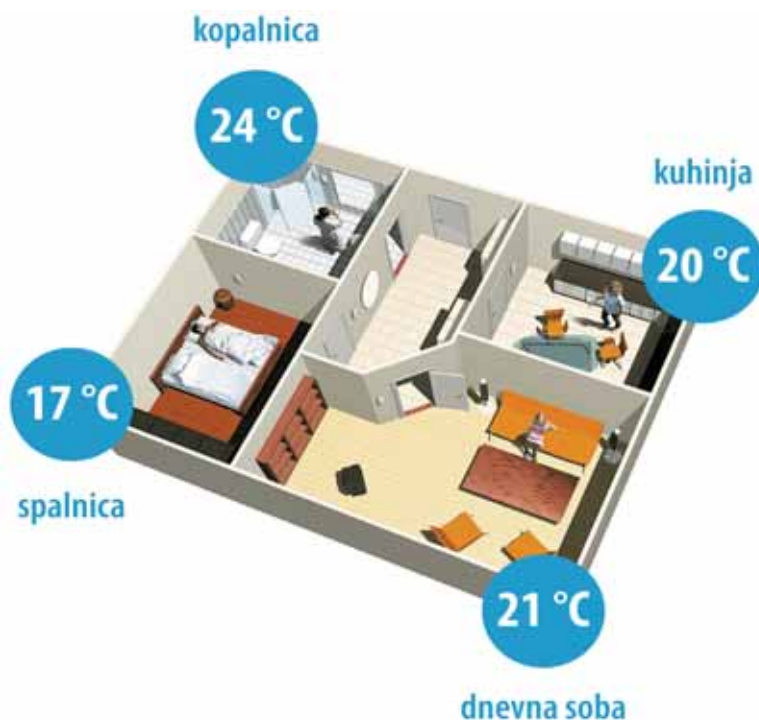 kopalnica
24 °C
kuhinja
20 °C
17 °C
spalnica
21 °C
dnevna soba